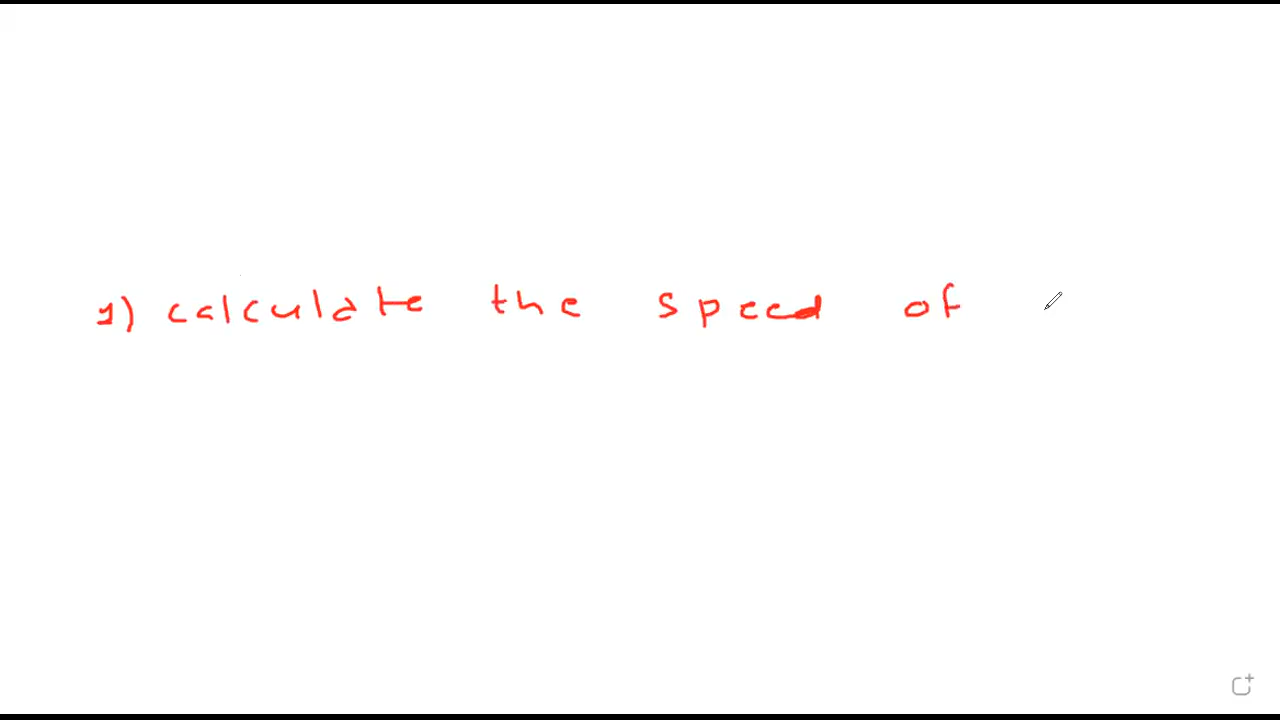 1) calculate the speed of